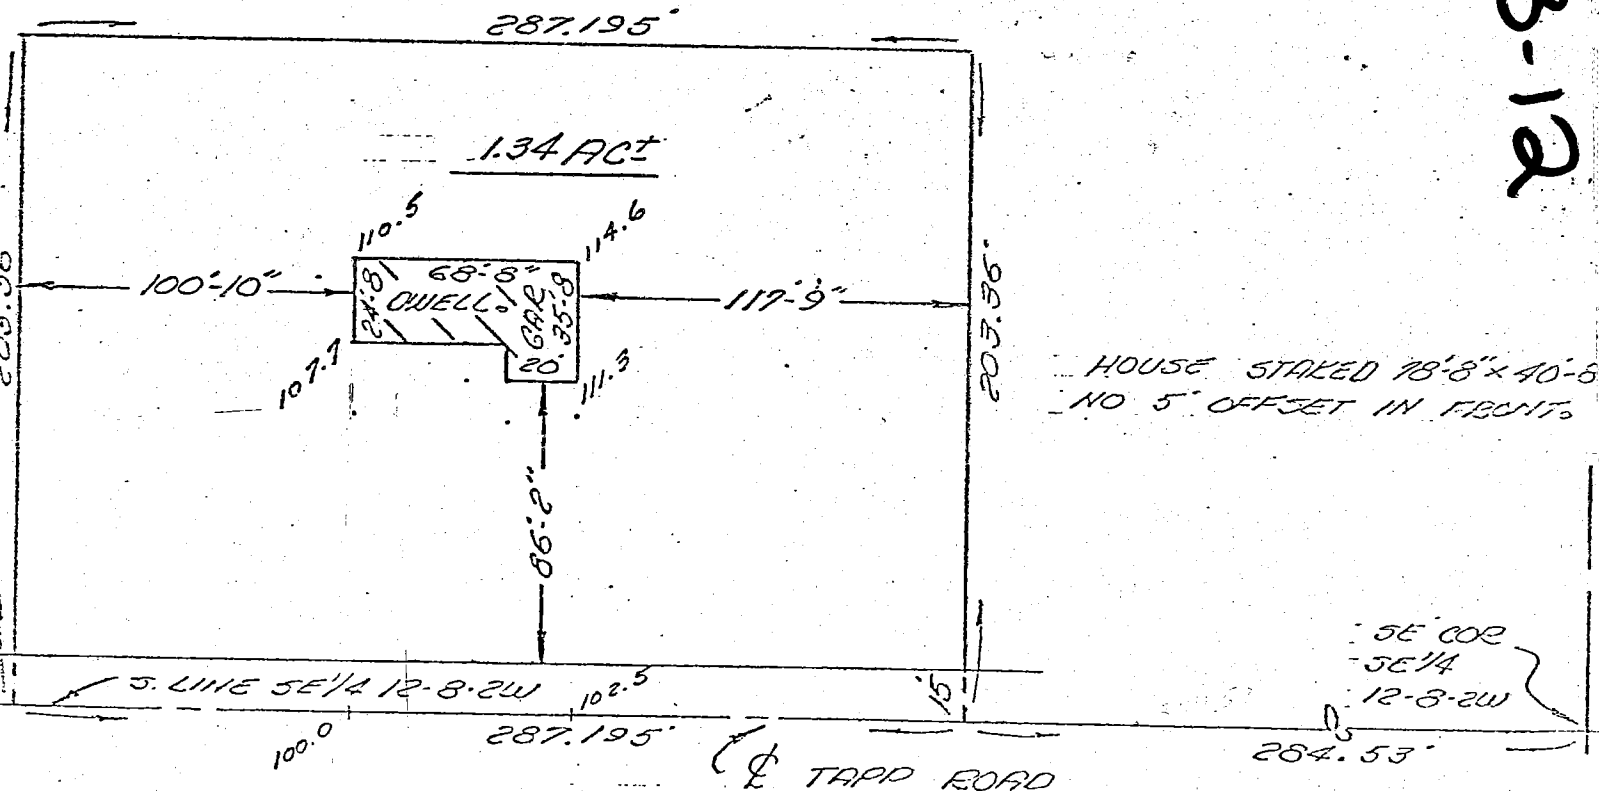 287.195'
3-12
1.34 AC±
110.5
114.6
100'-10"
24'-8
68'-8"
DWELL.
GAR
35'-8
20'
117'-9"
203.36'
107.7
111.3
HOUSE STAKED 78'-8" x 40'-8
NO 5' OFFSET IN FRONT.
86'-2"
SE COR
SE 1/4
12-8-2W
S. LINE SE 1/4 12-8-2W
102.5
15'
100.0
287.195'
℄ TAPP ROAD
284.53'